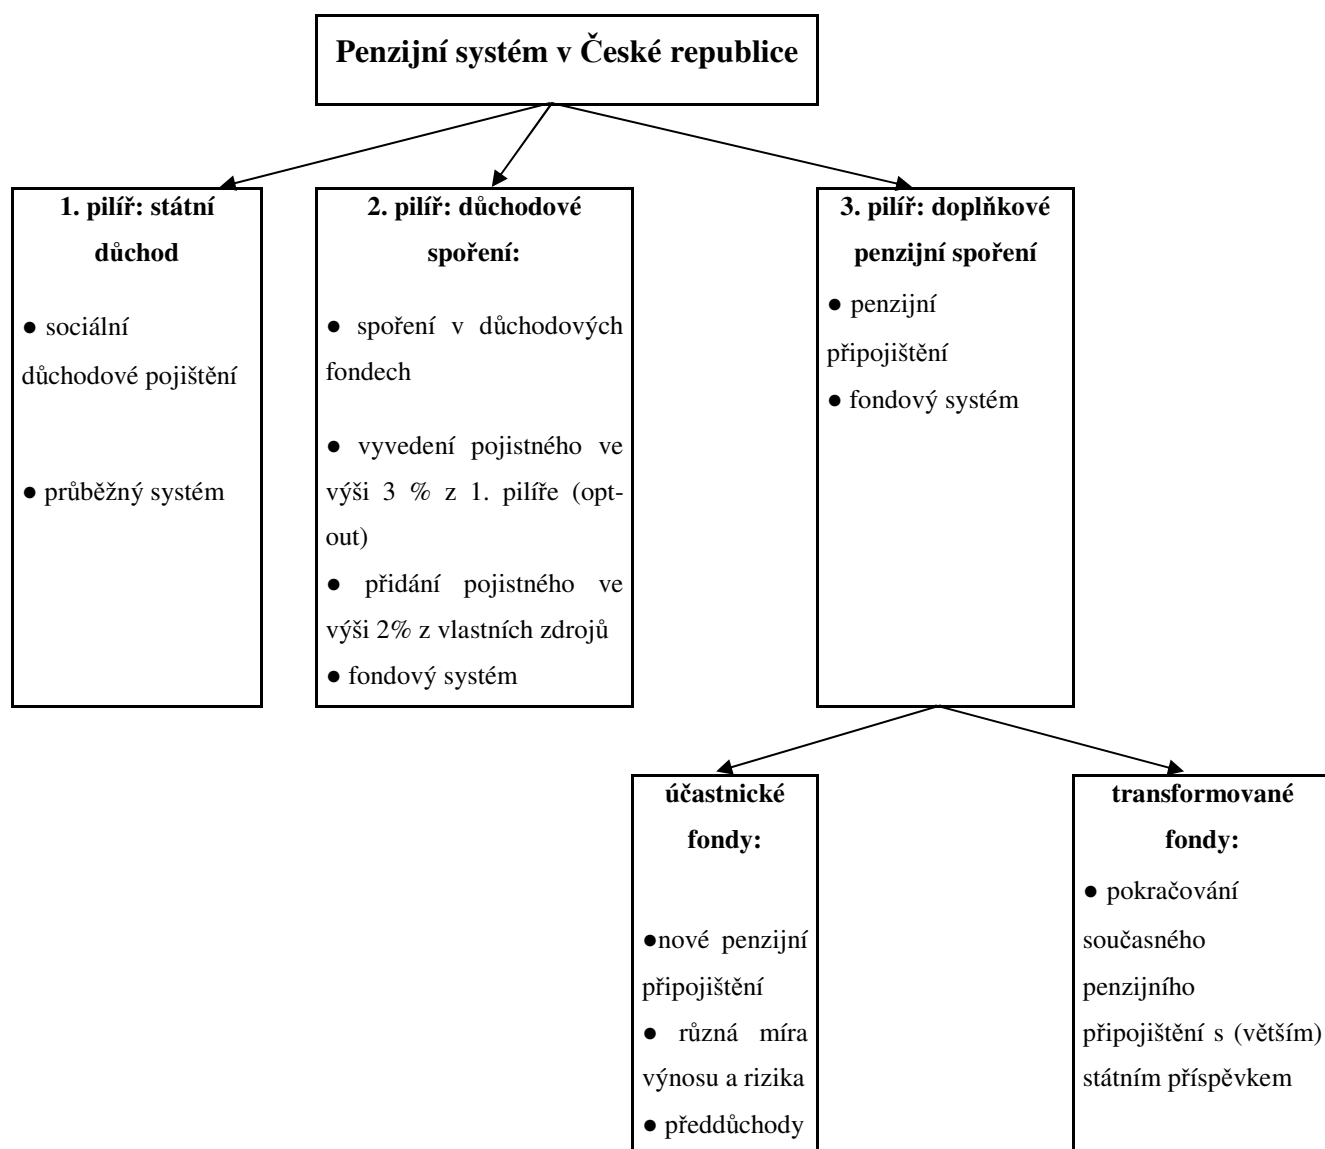 Penzijní systém v České republice
1. pilíř: státní
důchod
● sociální
důchodové pojištění
● průběžný systém
2. pilíř: důchodové
spoření:
● spoření v důchodových
fondech
● vyvedení pojistného ve
výši 3 % z 1. pilíře (opt-
out)
● přidání pojistného ve
výši 2% z vlastních zdrojů
● fondový systém
3. pilíř: doplňkové
penzijní spoření
● penzijní
připojištění
● fondový systém
účastnické
fondy:
●nové penzijní
připojištění
● různá míra
výnosu a rizika
● předdůchody
transformované
fondy:
● pokračování
současného
penzijního
připojištění s (větším)
státním příspěvkem